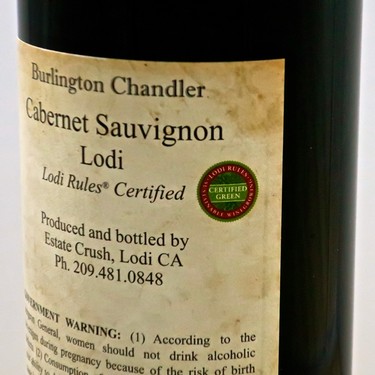 Burlington Chandler
Cabernet Sauvignon
Lodi
Lodi Rules® Certified
LODI RULES
CERTIFIED
GREEN
Produced and bottled by
Estate Crush, Lodi CA
Ph. 209.481.0848
WARNING: (1) According to the
General, women should not drink alcoholic
during pregnancy because of the risk of birth
(2)